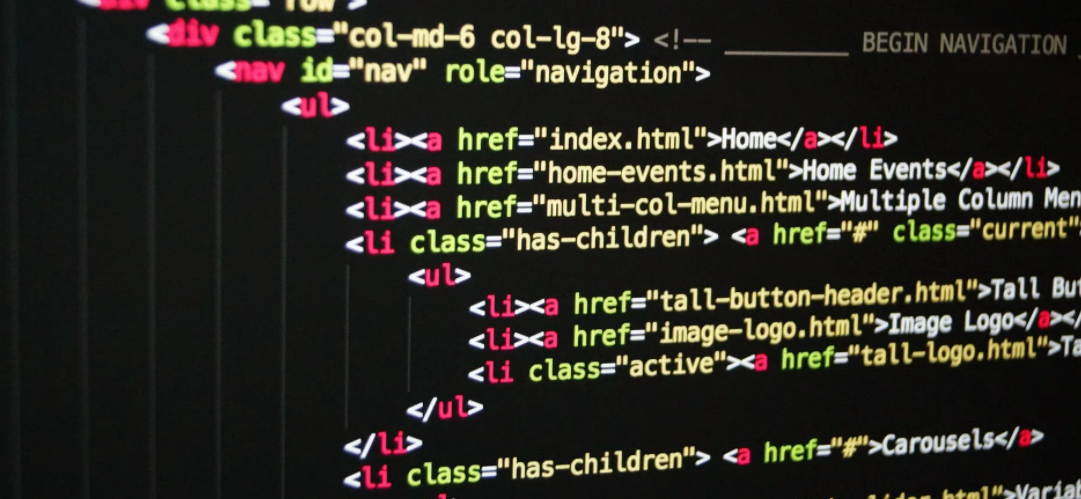 <div class="row">
<div class="col-md-6 col-lg-8"> <!-- ________ BEGIN NAVIGATION
<nav id="nav" role="navigation">
<ul>
<li><a href="index.html">Home</a></li>
<li><a href="home-events.html">Home Events</a></li>
<li><a href="multi-col-menu.html">Multiple Column Men
<li class="has-children"> <a href="#" class="current"
<ul>
<li><a href="tall-button-header.html">Tall But
<li><a href="image-logo.html">Image Logo</a></
<li class="active"><a href="tall-logo.html">Ta
</ul>
</li>
<li class="has-children"> <a href="#">Carousels</a>
html">Varia